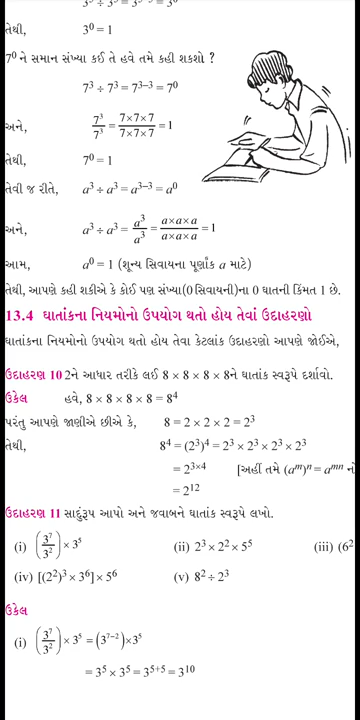 3⁵ ÷ 3⁵ = 3⁵⁻⁵ = 3⁰
તેથી, 3⁰ = 1
7⁰ ને સમાન સંખ્યા કઈ તે હવે તમે કહી શકશો ?
7³ ÷ 7³ = 7³⁻³ = 7⁰
અને, 7³/7³ = 7×7×7/7×7×7 = 1
તેથી, 7⁰ = 1
તેવી જ રીતે, a³ ÷ a³ = a³⁻³ = a⁰
અને, a³ ÷ a³ = a³/a³ = a×a×a/a×a×a = 1
આમ, a⁰ = 1 (શૂન્ય સિવાયના પૂર્ણાંક a માટે)
તેથી, આપણે કહી શકીએ કે કોઈ પણ સંખ્યા(0 સિવાયની)ના 0 ઘાતની કિંમત 1 છે.
13.4 ઘાતાંકના નિયમોનો ઉપયોગ થતો હોય તેવાં ઉદાહરણો
ઘાતાંકના નિયમોનો ઉપયોગ થતો હોય તેવા કેટલાંક ઉદાહરણો આપણે જોઈએ,
ઉદાહરણ 10 2ને આધાર તરીકે લઈ 8 × 8 × 8 × 8ને ઘાતાંક સ્વરૂપે દર્શાવો.
ઉકેલ હવે, 8 × 8 × 8 × 8 = 8⁴
પરંતુ આપણે જાણીએ છીએ કે, 8 = 2 × 2 × 2 = 2³
તેથી, 8⁴ = (2³)⁴ = 2³ × 2³ × 2³ × 2³
= 2³ˣ⁴ [અહીં તમે (aᵐ)ⁿ = aᵐⁿ નો
= 2¹²
ઉદાહરણ 11 સાદુંરૂપ આપો અને જવાબને ઘાતાંક સ્વરૂપે લખો.
(i) (3⁷/3²) × 3⁵ (ii) 2³ × 2² × 5⁵ (iii) (6²
(iv) [(2²)³ × 3⁶] × 5⁶ (v) 8² ÷ 2³
ઉકેલ
(i) (3⁷/3²) × 3⁵ = (3⁷⁻²) × 3⁵
= 3⁵ × 3⁵ = 3⁵⁺⁵ = 3¹⁰